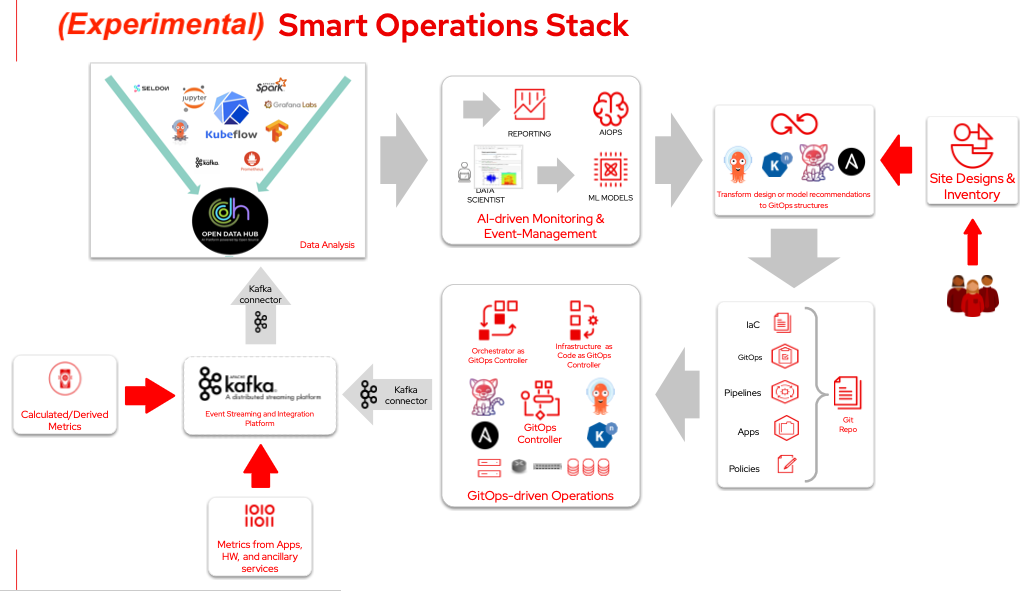 (Experimental) Smart Operations Stack
SELDON
jupyter
Spark
Grafana Labs
Kubeflow
kafka
Prometheus
OPEN DATA HUB
Data Analysis
REPORTING
AIOPS
DATA
SCIENTIST
ML MODELS
AI-driven Monitoring &
Event-Management
Transform design or model recommendations
to GitOps structures
Site Designs &
Inventory
Kafka
connector
Calculated/Derived
Metrics
APACHE
kafka
A distributed streaming platform
Event Streaming and Integration
Platform
Kafka
connector
Metrics from Apps,
HW, and ancillary
services
Orchestrator as
GitOps Controller
Infrastructure as
Code as GitOps
Controller
GitOps
Controller
GitOps-driven Operations
IaC
GitOps
Pipelines
Apps
Policies
Git
Repo